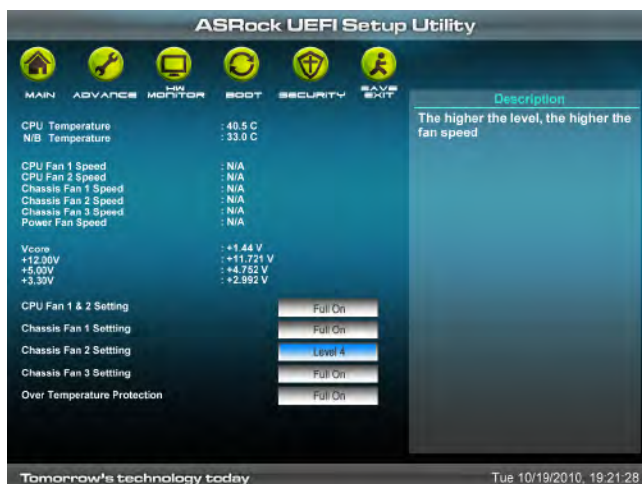 ASRock UEFI Setup Utility
MAIN ADVANCE HW MONITOR BOOT SECURITY SAVE EXIT
Description
The higher the level, the higher the
fan speed
CPU Temperature : 40.5 C
N/B Temperature : 33.0 C
CPU Fan 1 Speed : N/A
CPU Fan 2 Speed : N/A
Chassis Fan 1 Speed : N/A
Chassis Fan 2 Speed : N/A
Chassis Fan 3 Speed : N/A
Power Fan Speed : N/A
Vcore : +1.44 V
+12.00V : +11.721 V
+5.00V : +4.752 V
+3.30V : +2.992 V
CPU Fan 1 & 2 Setting Full On
Chassis Fan 1 Settting Full On
Chassis Fan 2 Settting Level 4
Chassis Fan 3 Settting Full On
Over Temperature Protection Full On
Tomorrow's technology today Tue 10/19/2010, 19:21:28